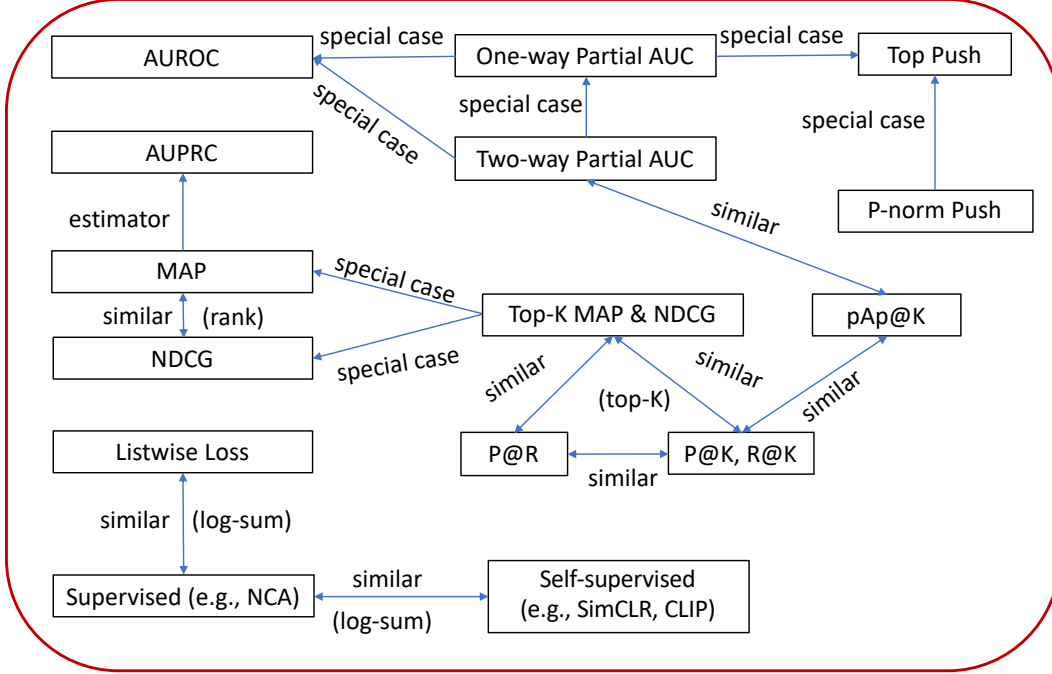 AUROC
special case
One-way Partial AUC
special case
Top Push
special case
special case
special case
AUPRC
Two-way Partial AUC
estimator
similar
P-norm Push
MAP
special case
similar
(rank)
Top-K MAP & NDCG
pAp@K
NDCG
special case
similar
(top-K)
similar
similar
Listwise Loss
P@R
similar
P@K, R@K
similar
(log-sum)
Supervised (e.g., NCA)
similar
(log-sum)
Self-supervised
(e.g., SimCLR, CLIP)